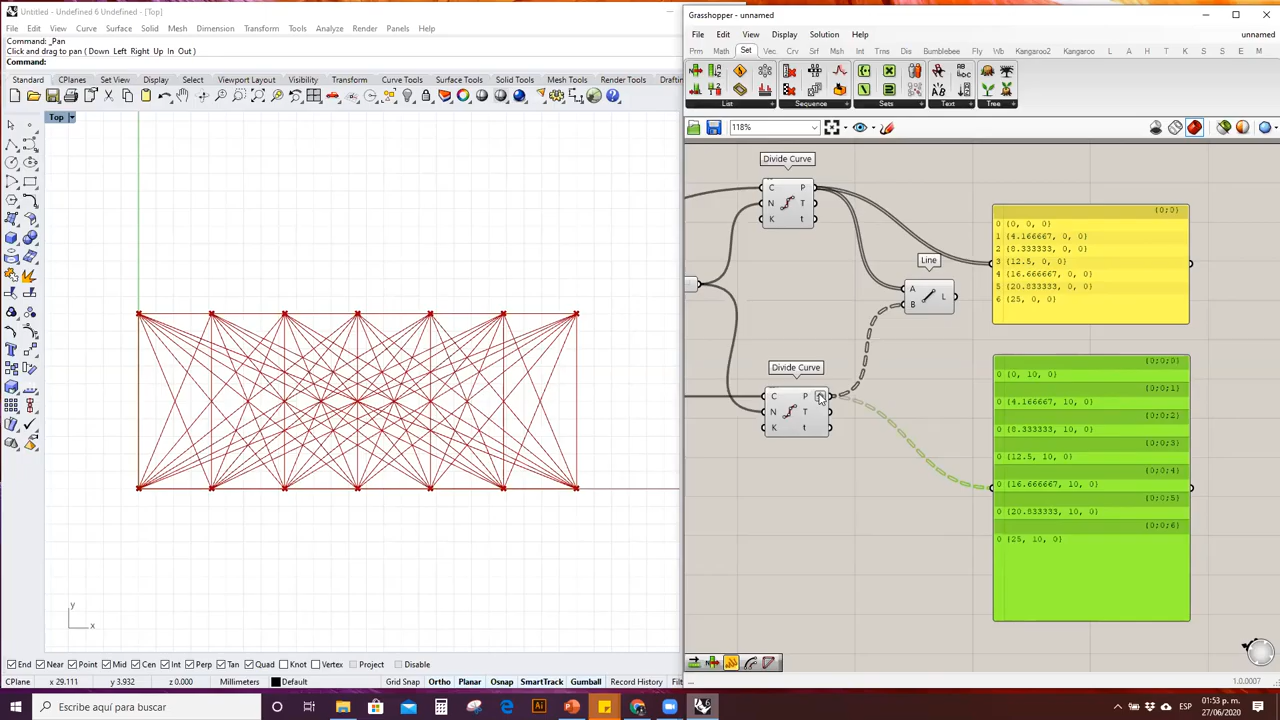 Untitled - Undefined 6 Undefined - [Top]
File Edit View Curve Surface Solid Mesh Dimension Transform Tools Analyze Render Panels Help
Command: _Pan
Click and drag to pan ( Down Left Right Up In Out )
Command:
Standard CPlanes Set View Display Select Viewport Layout Visibility Transform Curve Tools Surface Tools Solid Tools Mesh Tools Render Tools Draftin
Top
y
x
End Near Point Mid Cen Int Perp Tan Quad Knot Vertex Project Disable
CPlane x 29.111 y 3.932 z 0.000 Millimeters Default Grid Snap Ortho Planar Osnap SmartTrack Gumball Record History Filt
Grasshopper - unnamed
File Edit View Display Solution Help unnamed
Prm Math Set Vec Crv Srf Msh Int Trns Dis Bumblebee Fly Wb Kangaroo2 Kangaroo L A H T K S S E M
List Sequence Sets Text Tree
118%
Divide Curve
C P
N T
K t
Line
A
B
L
Divide Curve
C P
N T
K t
{0;0}
0 {0, 0, 0}
1 {4.166667, 0, 0}
2 {8.333333, 0, 0}
3 {12.5, 0, 0}
4 {16.666667, 0, 0}
5 {20.833333, 0, 0}
6 {25, 0, 0}
{0;0;0}
0 {0, 10, 0}
{0;0;1}
0 {4.166667, 10, 0}
{0;0;2}
0 {8.333333, 10, 0}
{0;0;3}
0 {12.5, 10, 0}
{0;0;4}
0 {16.666667, 10, 0}
{0;0;5}
0 {20.833333, 10, 0}
{0;0;6}
0 {25, 10, 0}
...
1.0.0007
Escribe aquí para buscar
ESP
01:53 p. m.
27/06/2020